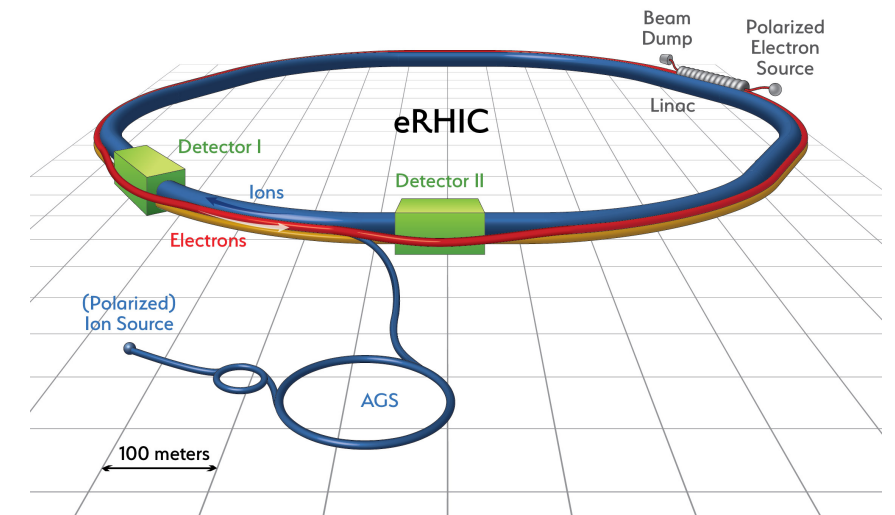 Beam
Dump
Polarized
Electron
Source
Linac
eRHIC
Detector I
Ions
Detector II
Electrons
(Polarized)
Ion Source
AGS
100 meters